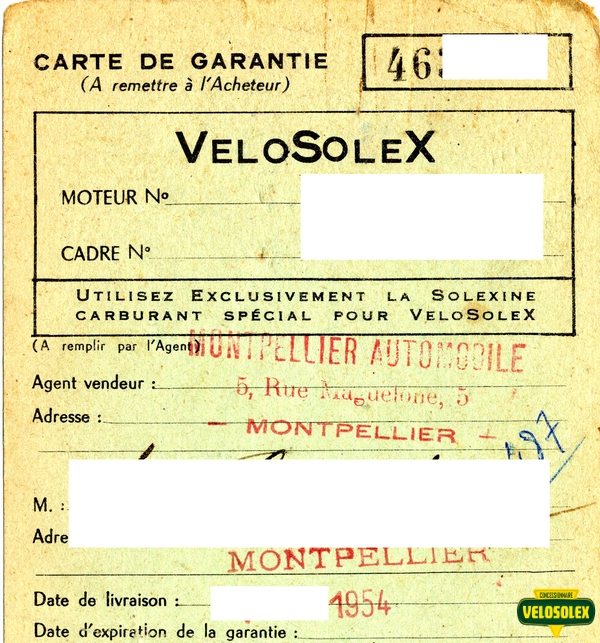 CARTE DE GARANTIE
(A remettre à l'Acheteur)
46
VELOSOLEX
MOTEUR No
CADRE No
UTILISEZ EXCLUSIVEMENT LA SOLEXINE
CARBURANT SPÉCIAL POUR VELOSOLEX
(A remplir par l'Agent)
MONTPELLIER AUTOMOBILE
Agent vendeur :
5, Rue Maguelone, 5
Adresse :
— MONTPELLIER —
M. :
Adre
MONTPELLIER
Date de livraison : 1954
Date d'expiration de la garantie :
CONCESSIONNAIRE
VELOSOLEX